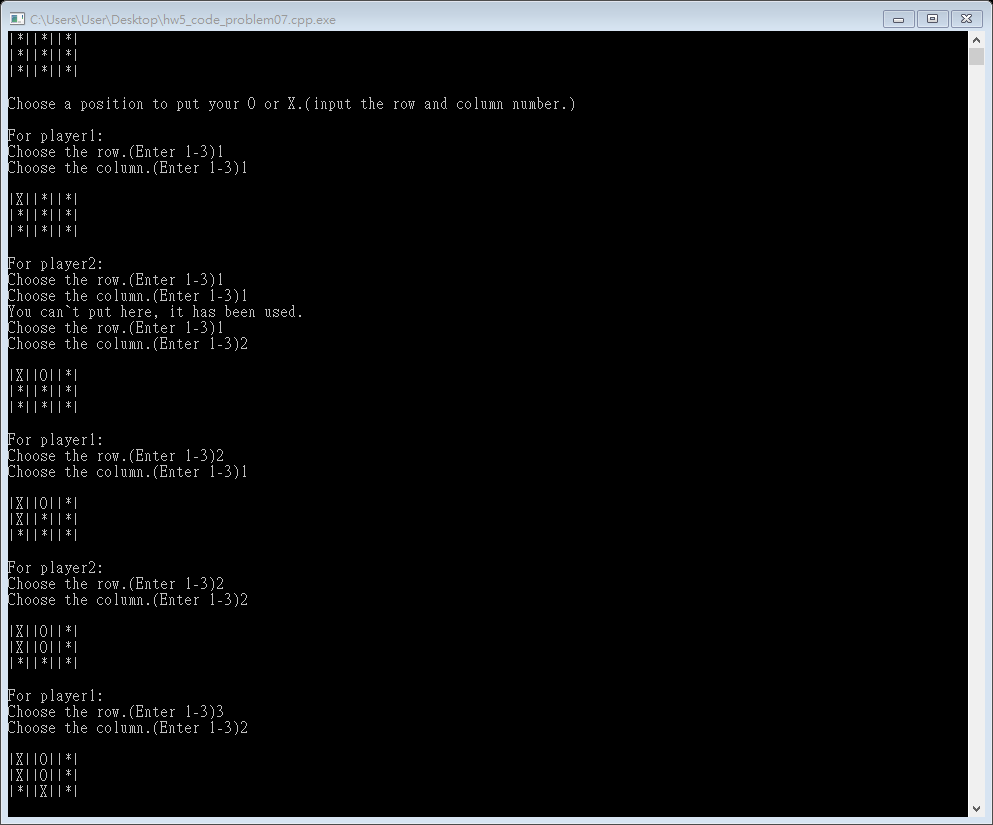 C:\Users\User\Desktop\hw5_code_problem07.cpp.exe
|*||*||*|
|*||*||*|
|*||*||*|
Choose a position to put your O or X.(input the row and column number.)
For player1:
Choose the row.(Enter 1-3)1
Choose the column.(Enter 1-3)1
|X||*||*|
|*||*||*|
|*||*||*|
For player2:
Choose the row.(Enter 1-3)1
Choose the column.(Enter 1-3)1
You can`t put here, it has been used.
Choose the row.(Enter 1-3)1
Choose the column.(Enter 1-3)2
|X||O||*|
|*||*||*|
|*||*||*|
For player1:
Choose the row.(Enter 1-3)2
Choose the column.(Enter 1-3)1
|X||O||*|
|X||*||*|
|*||*||*|
For player2:
Choose the row.(Enter 1-3)2
Choose the column.(Enter 1-3)2
|X||O||*|
|X||O||*|
|*||*||*|
For player1:
Choose the row.(Enter 1-3)3
Choose the column.(Enter 1-3)2
|X||O||*|
|X||O||*|
|*||X||*|